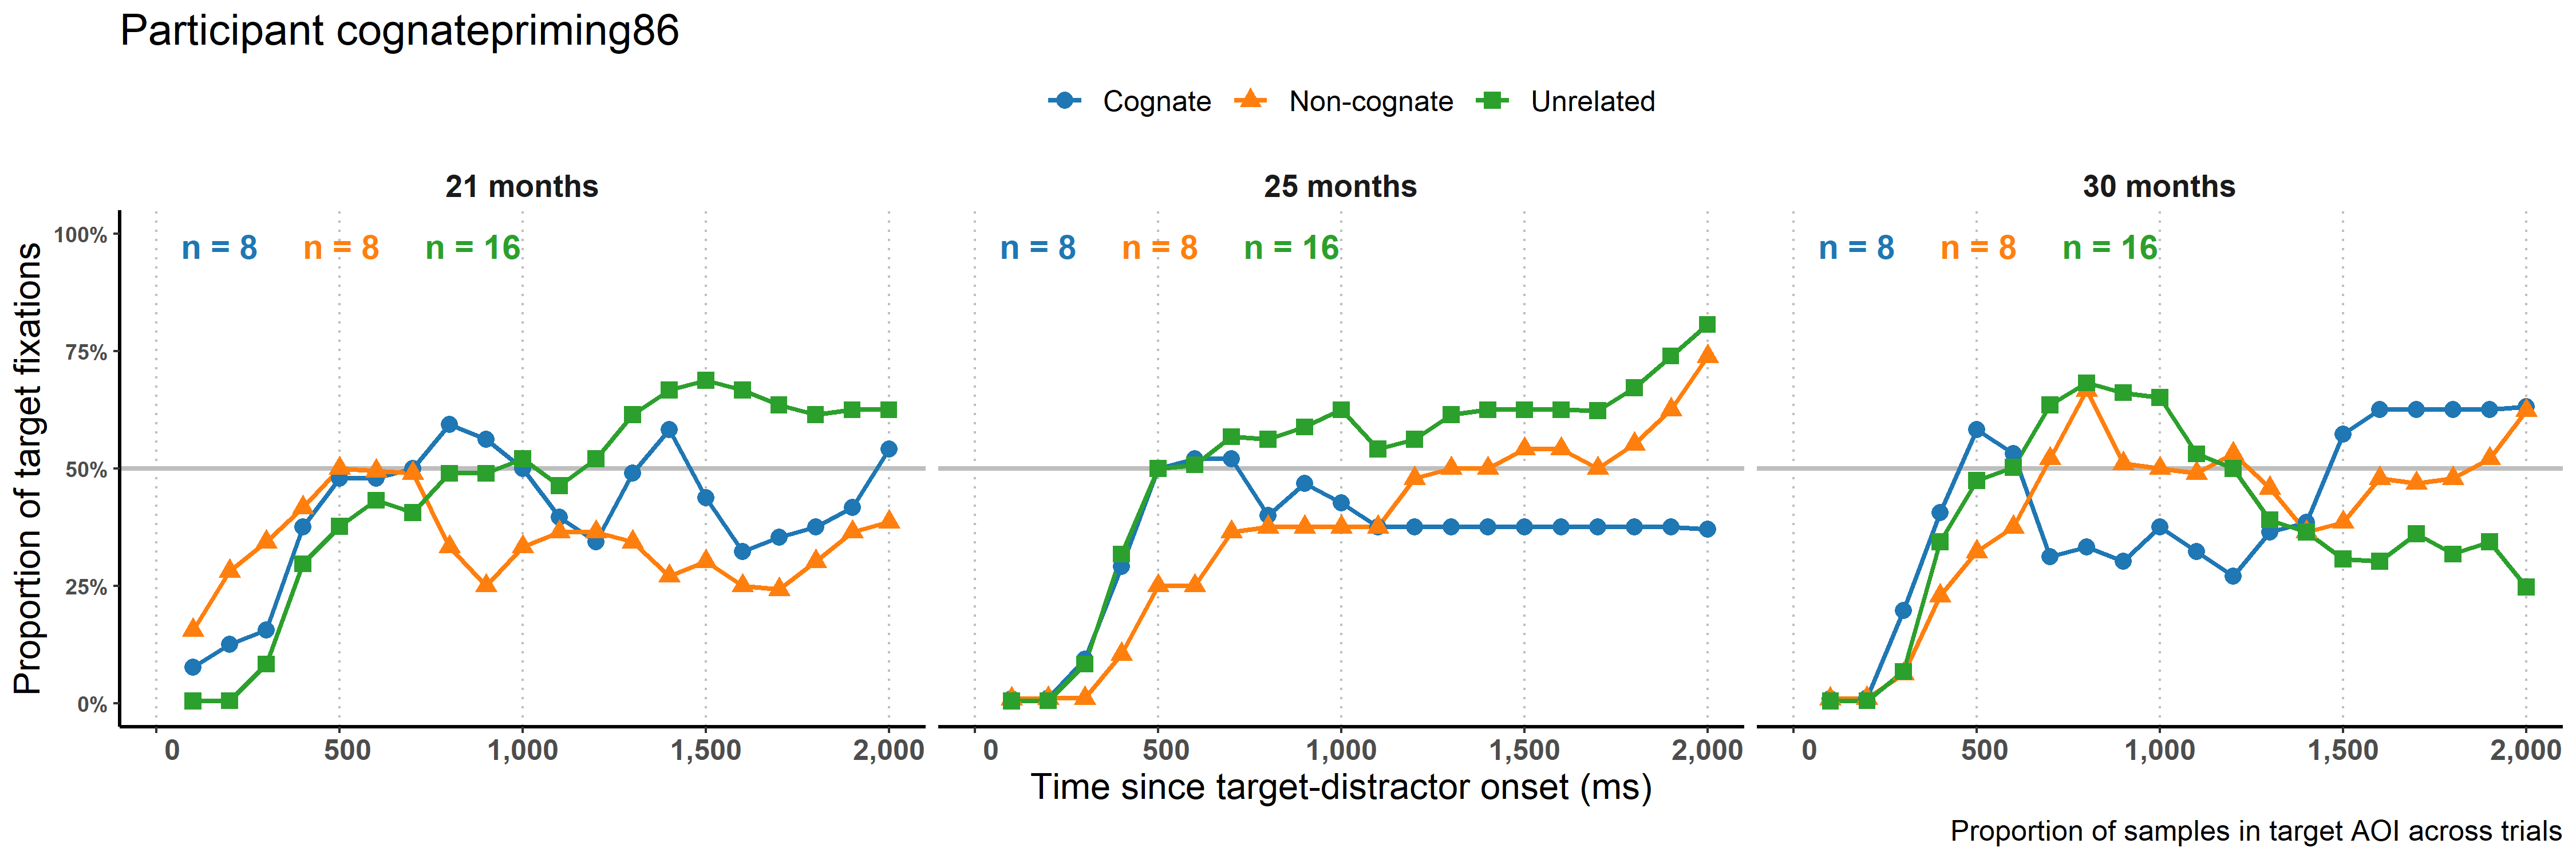 Participant cognatepriming86
Cognate Non-cognate Unrelated
21 months 25 months 30 months
n = 8 n = 8 n = 16 n = 8 n = 8 n = 16 n = 8 n = 8 n = 16
Proportion of target fixations
100%
75%
50%
25%
0%
0 500 1,000 1,500 2,000 0 500 1,000 1,500 2,000 0 500 1,000 1,500 2,000
Time since target-distractor onset (ms)
Proportion of samples in target AOI across trials